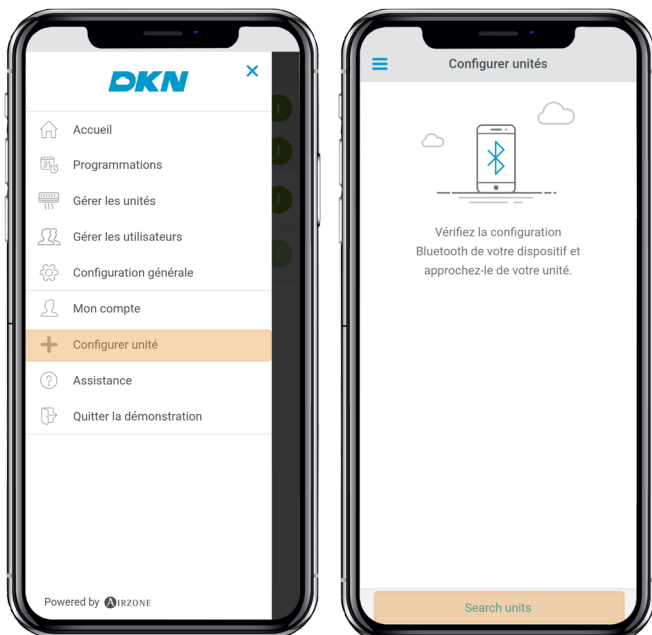 DKN
Accueil
Programmations
Gérer les unités
Gérer les utilisateurs
Configuration générale
Mon compte
Configurer unité
Assistance
Quitter la démonstration
Powered by AIRZONE
Configurer unités
Vérifiez la configuration
Bluetooth de votre dispositif et
approchez-le de votre unité.
Search units